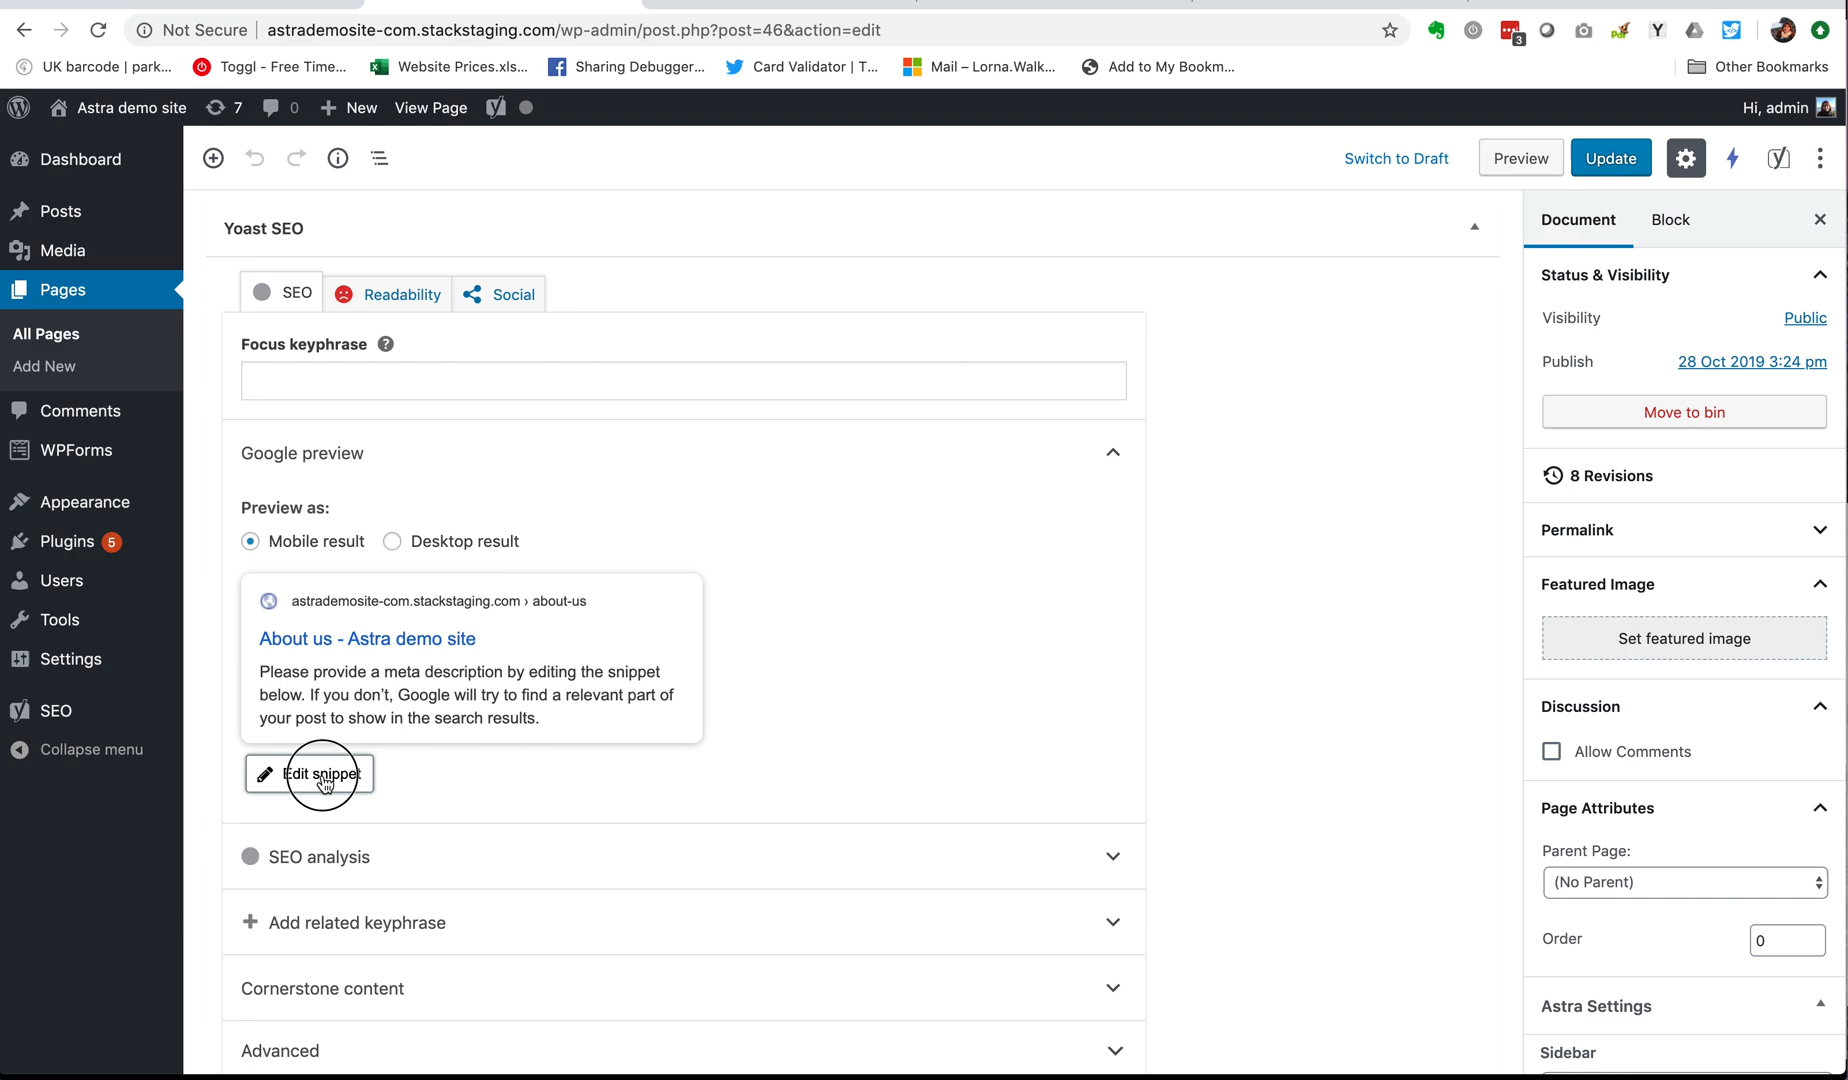 Not Secure
astrademosite-com.stackstaging.com/wp-admin/post.php?post=46&action=edit
3
Y
UK barcode | park...
Toggl - Free Time...
Website Prices.xls...
Sharing Debugger...
Card Validator | T...
Mail – Lorna.Walk...
Add to My Bookm...
Other Bookmarks
Astra demo site
7
0
New
View Page
Hi, admin
Dashboard
Posts
Media
Pages
All Pages
Add New
Comments
WPForms
Appearance
Plugins 5
Users
Tools
Settings
SEO
Collapse menu
Switch to Draft
Preview
Update
Yoast SEO
SEO
Readability
Social
Focus keyphrase ?
Google preview
Preview as:
Mobile result
Desktop result
astrademosite-com.stackstaging.com › about-us
About us - Astra demo site
Please provide a meta description by editing the snippet
below. If you don’t, Google will try to find a relevant part of
your post to show in the search results.
Edit snippet
SEO analysis
Add related keyphrase
Cornerstone content
Advanced
Document
Block
Status & Visibility
Visibility
Public
Publish
28 Oct 2019 3:24 pm
Move to bin
8 Revisions
Permalink
Featured Image
Set featured image
Discussion
Allow Comments
Page Attributes
Parent Page:
(No Parent)
Order
0
Astra Settings
Sidebar